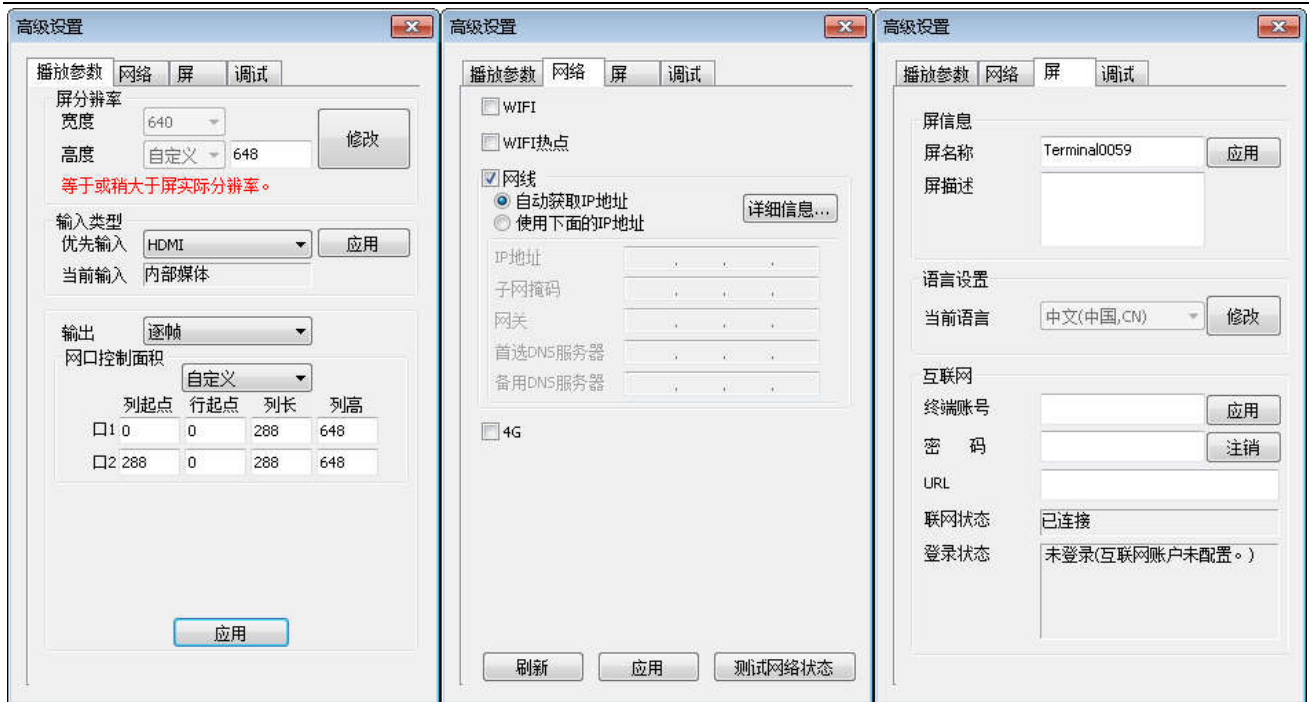 高级设置
播放参数 网络 屏 调试
屏分辨率
宽度 640
修改
高度 自定义 648
等于或稍大于屏实际分辨率。
输入类型
优先输入 HDMI 应用
当前输入 内部媒体
输出 逐帧
网口控制面积
自定义
列起点 行起点 列长 列高
口1 0 0 288 648
口2 288 0 288 648
应用
高级设置
播放参数 网络 屏 调试
WIFI
WIFI热点
网线
自动获取IP地址
详细信息...
使用下面的IP地址
IP地址 . . .
子网掩码 . . .
网关 . . .
首选DNS服务器 . . .
备用DNS服务器 . . .
4G
刷新 应用 测试网络状态
高级设置
播放参数 网络 屏 调试
屏信息
屏名称 Terminal0059 应用
屏描述
语言设置
当前语言 中文(中国,CN) 修改
互联网
终端账号 应用
密 码 注销
URL
联网状态 已连接
登录状态 未登录(互联网账户未配置。)